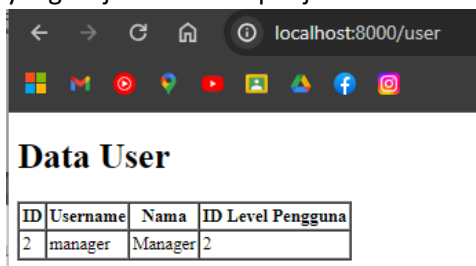 localhost:8000/user
Data User
ID Username Nama ID Level Pengguna
2 manager Manager 2